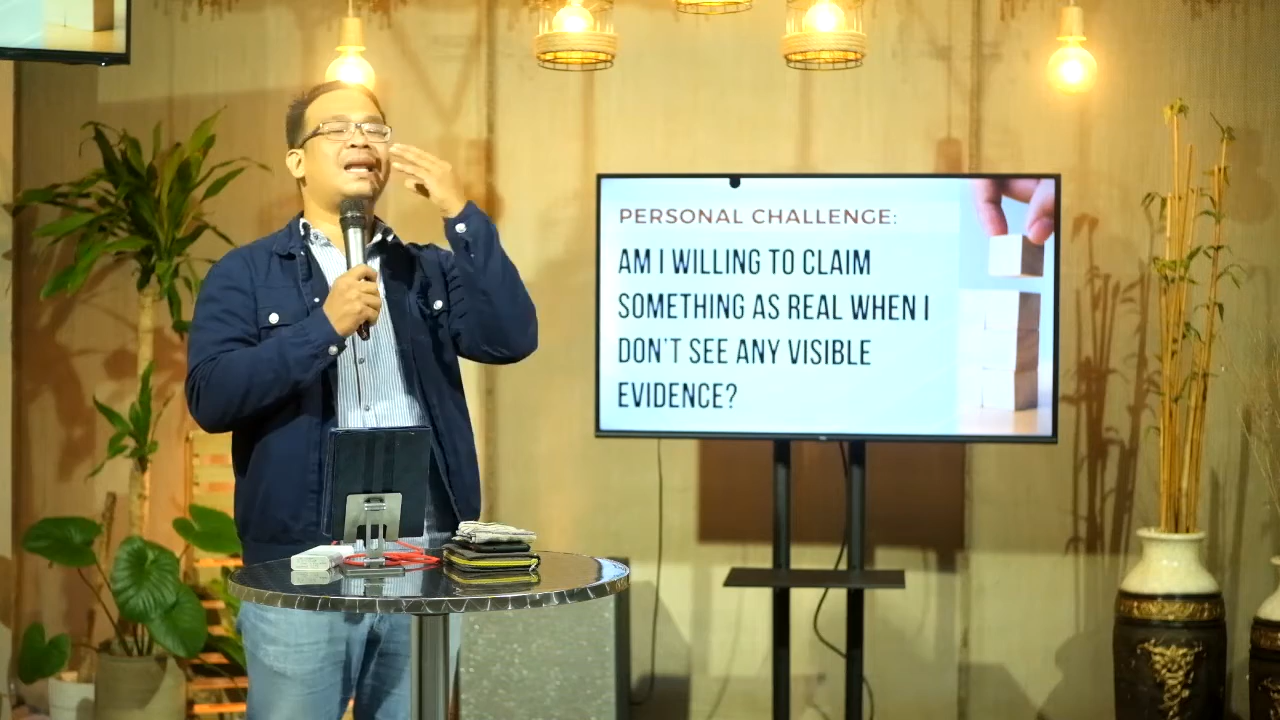 PERSONAL CHALLENGE:
AM I WILLING TO CLAIM
SOMETHING AS REAL WHEN I
DON'T SEE ANY VISIBLE
EVIDENCE?